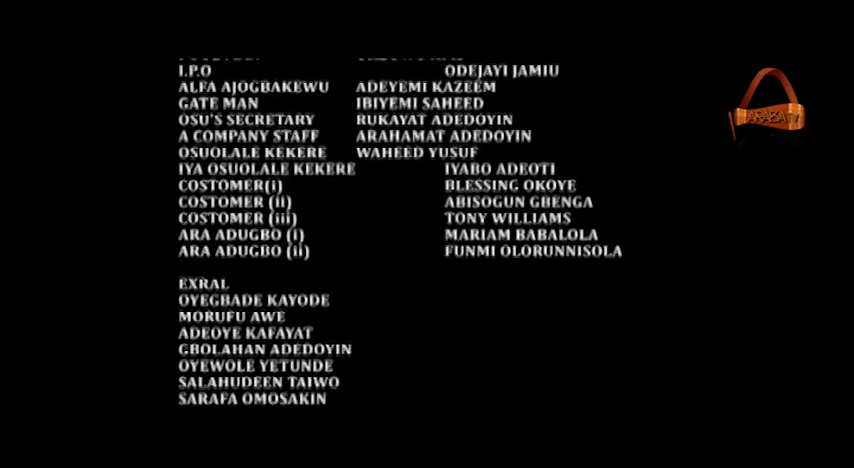 I.P.O ODEJAYI JAMIU
ALFA AJOGBAKEWU ADEYEMI KAZEEM
GATE MAN IBIYEMI SAHEED
OSU'S SECRETARY RUKAYAT ADEDOYIN
A COMPANY STAFF ARAHAMAT ADEDOYIN
OSUOLALE KEKERE WAHEED YUSUF
IYA OSUOLALE KEKERE IYABO ADEOTI
COSTOMER(i) BLESSING OKOYE
COSTOMER (ii) ABISOGUN GBENGA
COSTOMER (iii) TONY WILLIAMS
ARA ADUGBO (i) MARIAM BABALOLA
ARA ADUGBO (ii) FUNMI OLORUNNISOLA
EXRAL
OYEGBADE KAYODE
MORUFU AWE
ADEOYE KAFAYAT
GBOLAHAN ADEDOYIN
OYEWOLE YETUNDE
SALAHUDEEN TAIWO
SARAFA OMOSAKIN
ARABATV